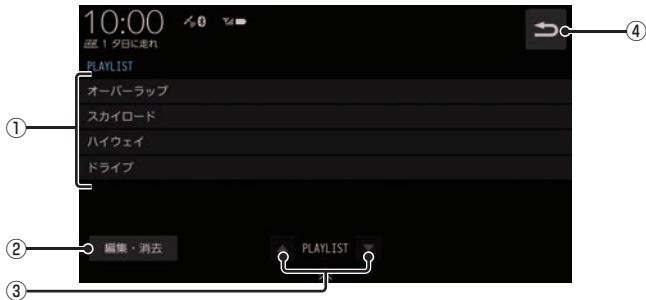 10:00
1 夕日に走れ
④
PLAYLIST
オーバーラップ
スカイロード
①
ハイウェイ
ドライブ
② 編集・消去 PLAYLIST
③